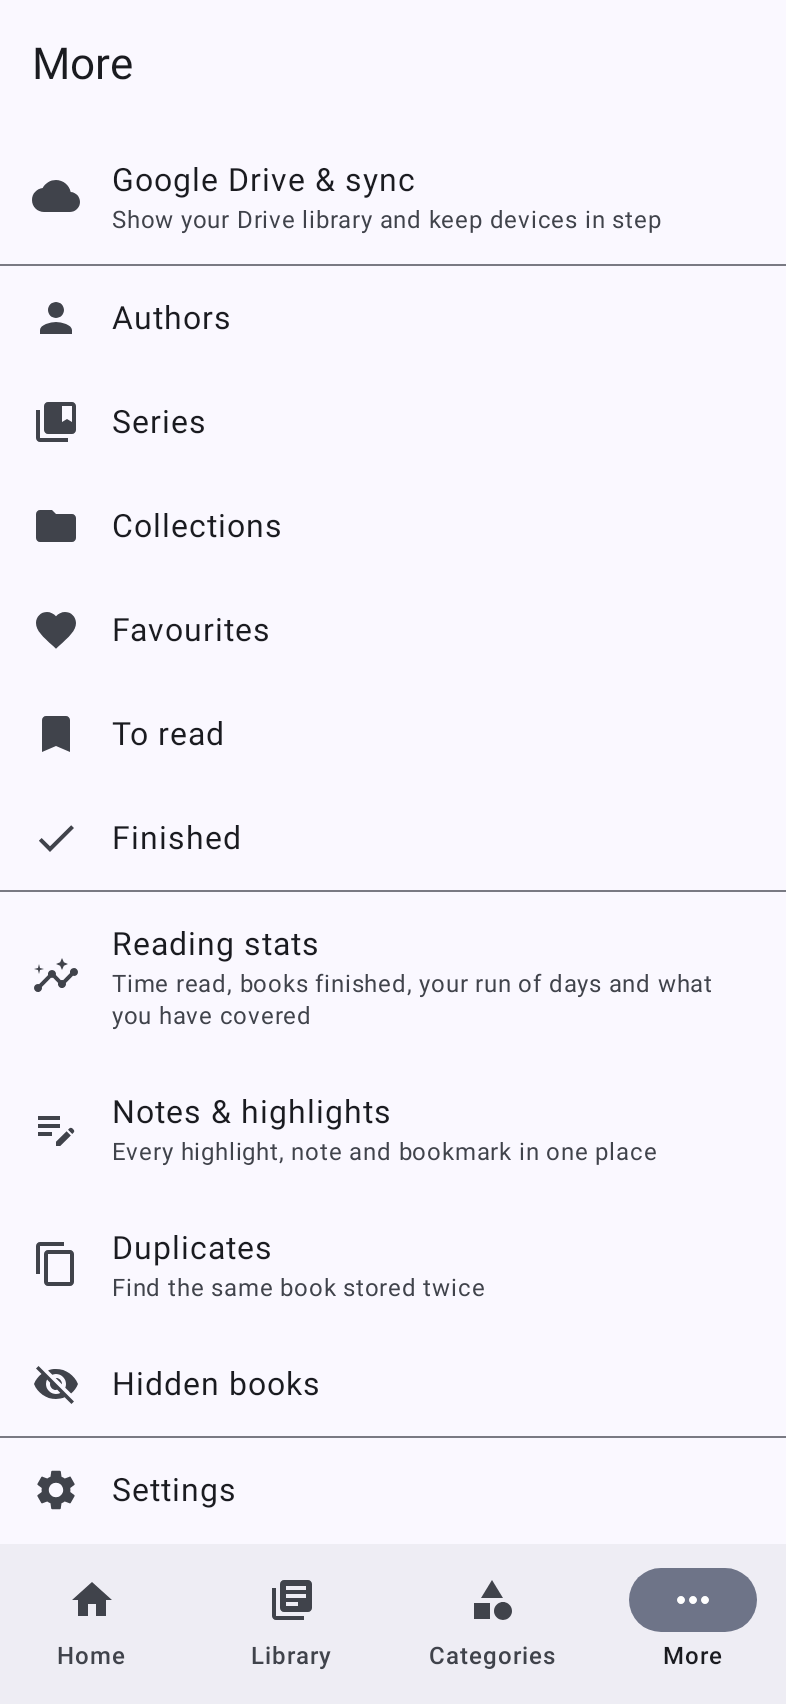 More
Google Drive & sync
Show your Drive library and keep devices in step
Authors
Series
Collections
Favourites
To read
Finished
Reading stats
Time read, books finished, your run of days and what
you have covered
Notes & highlights
Every highlight, note and bookmark in one place
Duplicates
Find the same book stored twice
Hidden books
Settings
Home
Library
Categories
More